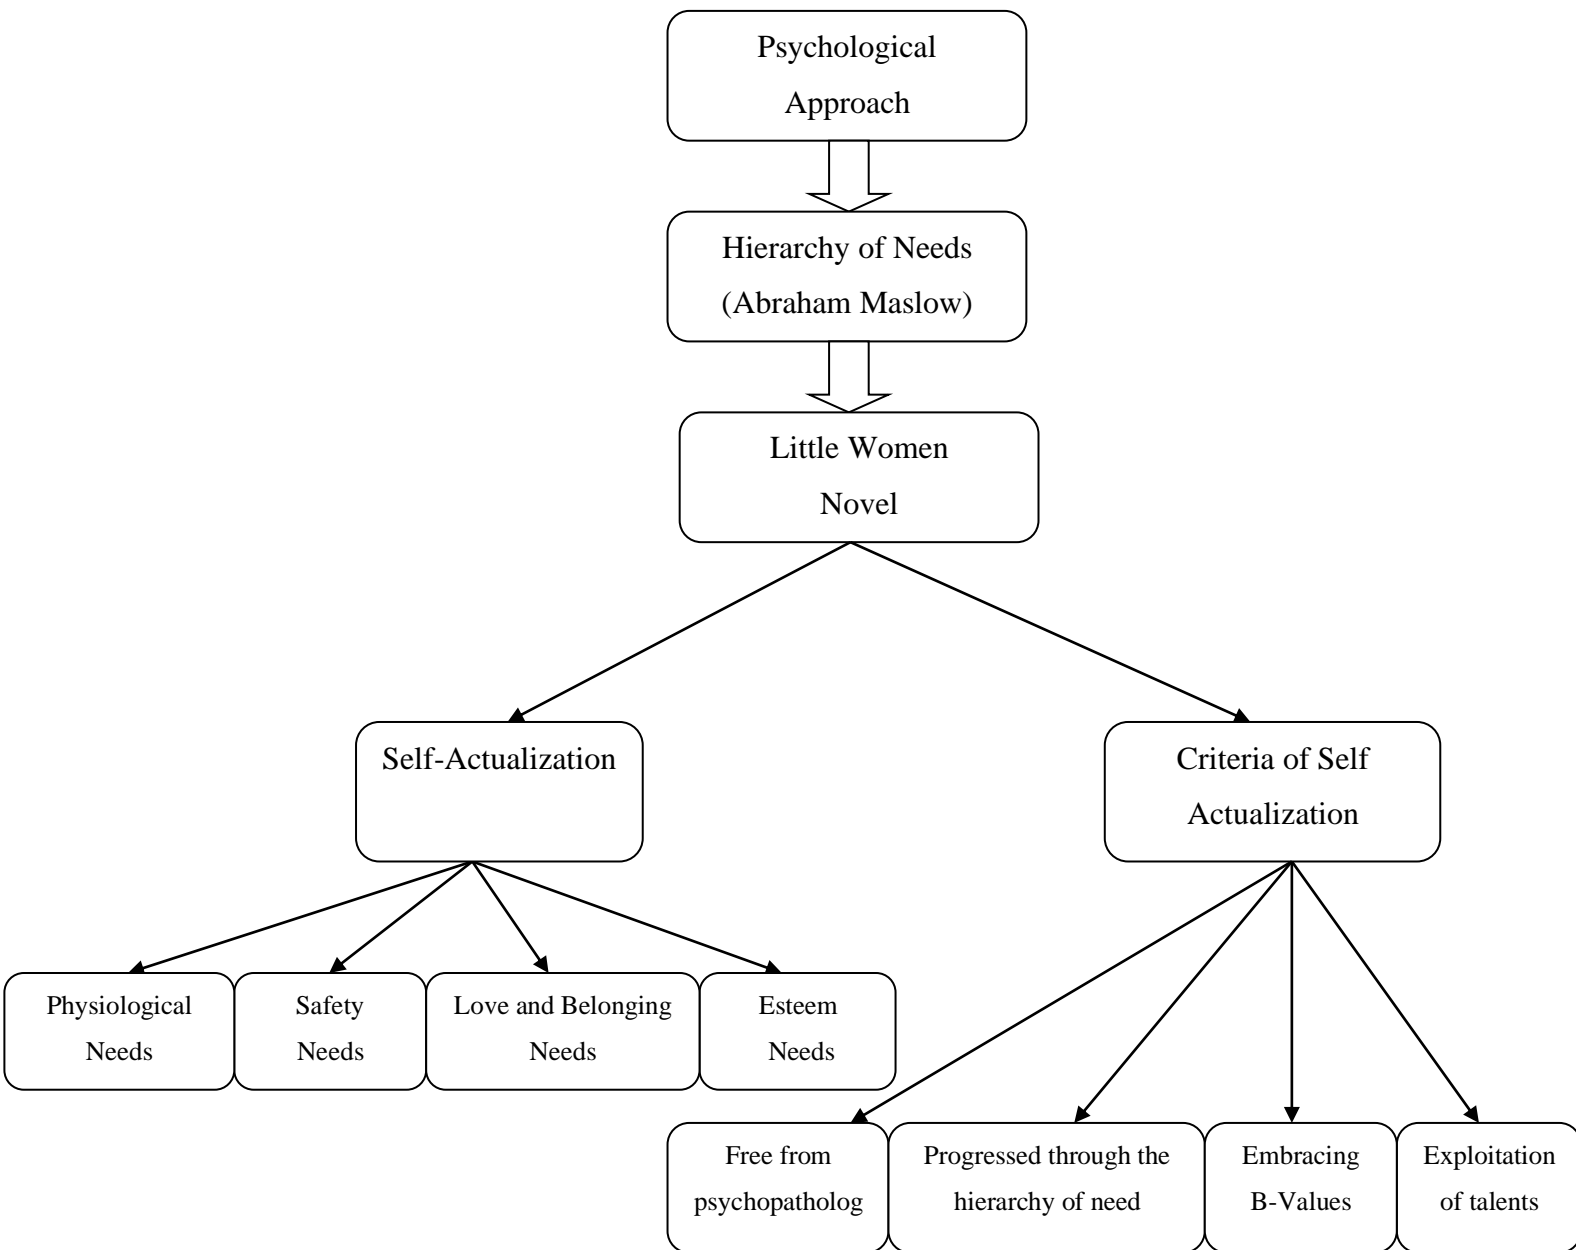 Psychological
Approach
Hierarchy of Needs
(Abraham Maslow)
Little Women
Novel
Self-Actualization
Criteria of Self
Actualization
Physiological
Needs
Safety
Needs
Love and Belonging
Needs
Esteem
Needs
Free from
psychopatholog
Progressed through the
hierarchy of need
Embracing
B-Values
Exploitation
of talents